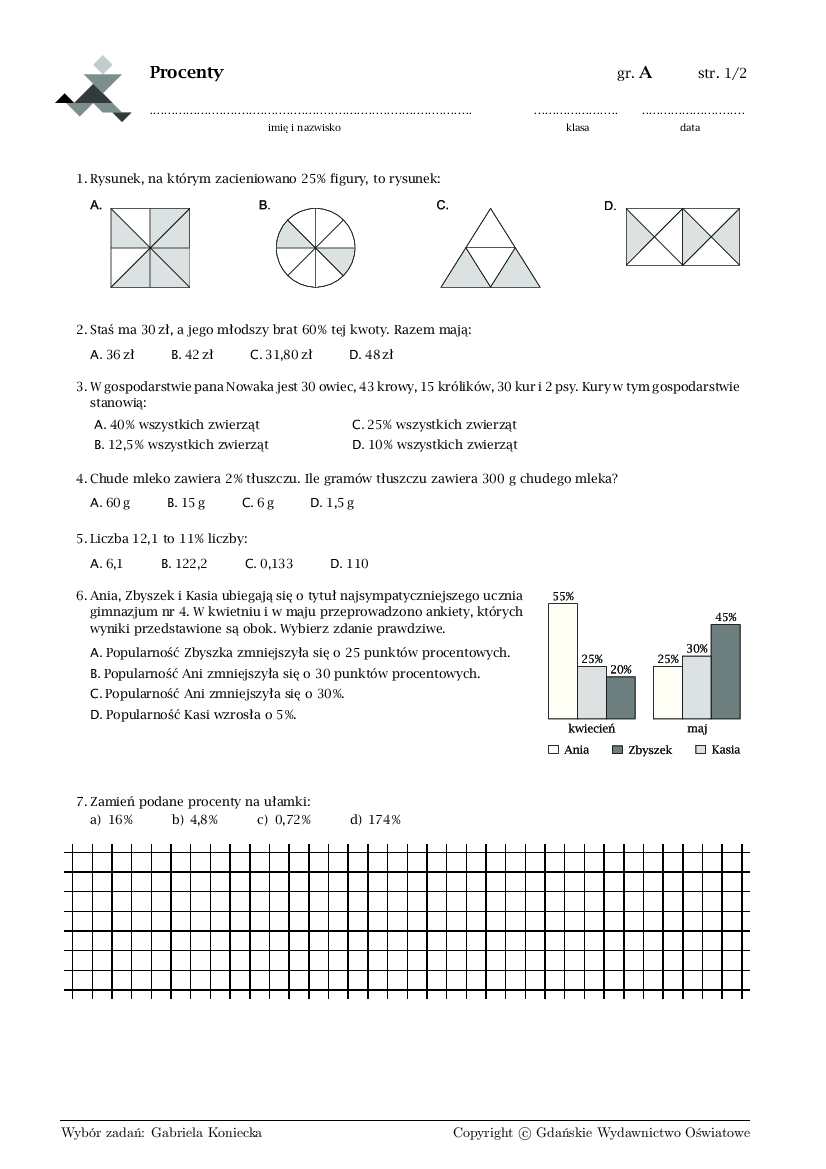 Procenty gr. A str. 1/2
imię i nazwisko klasa data
1. Rysunek, na którym zacieniowano 25% figury, to rysunek:
A. B. C. D.
2. Staś ma 30 zł, a jego młodszy brat 60% tej kwoty. Razem mają:
A. 36 zł B. 42 zł C. 31,80 zł D. 48 zł
3. W gospodarstwie pana Nowaka jest 30 owiec, 43 krowy, 15 królików, 30 kur i 2 psy. Kury w tym gospodarstwie
stanowią:
A. 40% wszystkich zwierząt C. 25% wszystkich zwierząt
B. 12,5% wszystkich zwierząt D. 10% wszystkich zwierząt
4. Chude mleko zawiera 2% tłuszczu. Ile gramów tłuszczu zawiera 300 g chudego mleka?
A. 60 g B. 15 g C. 6 g D. 1,5 g
5. Liczba 12,1 to 11% liczby:
A. 6,1 B. 122,2 C. 0,133 D. 110
6. Ania, Zbyszek i Kasia ubiegają się o tytuł najsympatyczniejszego ucznia
gimnazjum nr 4. W kwietniu i w maju przeprowadzono ankiety, których
wyniki przedstawione są obok. Wybierz zdanie prawdziwe.
A. Popularność Zbyszka zmniejszyła się o 25 punktów procentowych.
B. Popularność Ani zmniejszyła się o 30 punktów procentowych.
C. Popularność Ani zmniejszyła się o 30%.
D. Popularność Kasi wzrosła o 5%.
55% 25% 20% 25% 30% 45%
kwiecień maj
Ania Zbyszek Kasia
7. Zamień podane procenty na ułamki:
a) 16% b) 4,8% c) 0,72% d) 174%
Wybór zadań: Gabriela Koniecka Copyright © Gdańskie Wydawnictwo Oświatowe